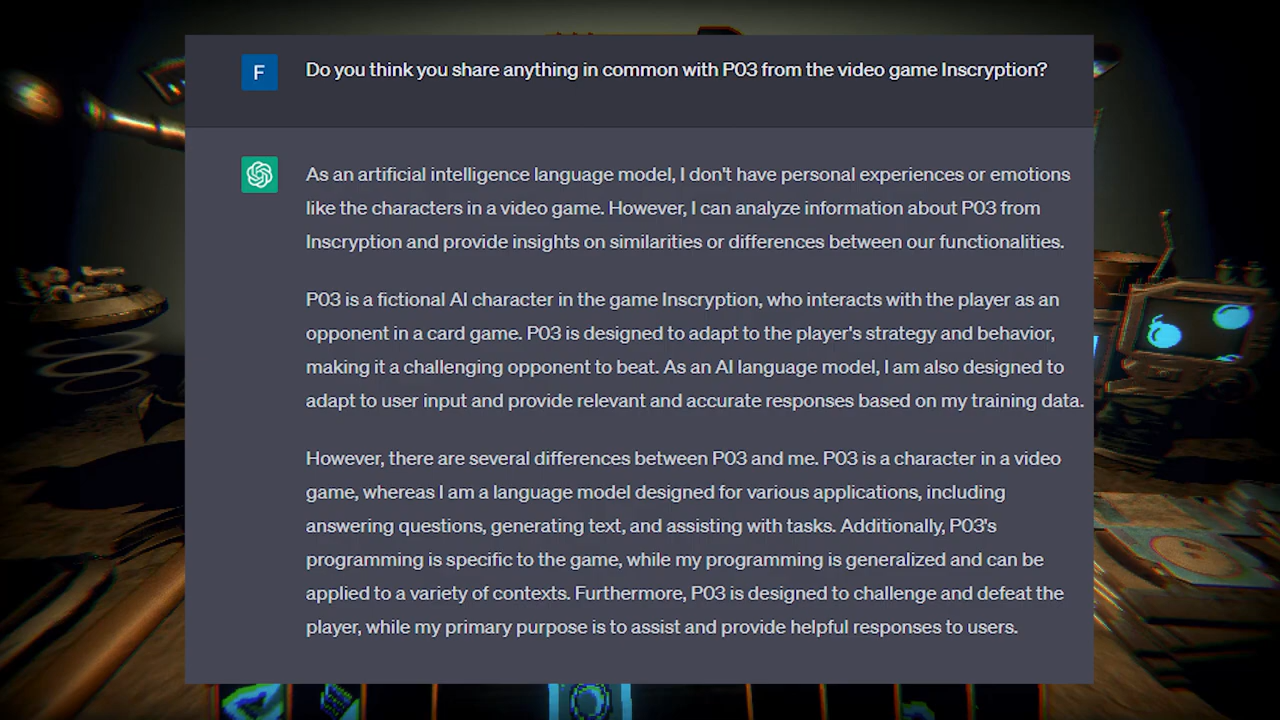 F
Do you think you share anything in common with P03 from the video game Inscryption?
As an artificial intelligence language model, I don't have personal experiences or emotions
like the characters in a video game. However, I can analyze information about P03 from
Inscryption and provide insights on similarities or differences between our functionalities.
P03 is a fictional AI character in the game Inscryption, who interacts with the player as an
opponent in a card game. P03 is designed to adapt to the player's strategy and behavior,
making it a challenging opponent to beat. As an AI language model, I am also designed to
adapt to user input and provide relevant and accurate responses based on my training data.
However, there are several differences between P03 and me. P03 is a character in a video
game, whereas I am a language model designed for various applications, including
answering questions, generating text, and assisting with tasks. Additionally, P03's
programming is specific to the game, while my programming is generalized and can be
applied to a variety of contexts. Furthermore, P03 is designed to challenge and defeat the
player, while my primary purpose is to assist and provide helpful responses to users.